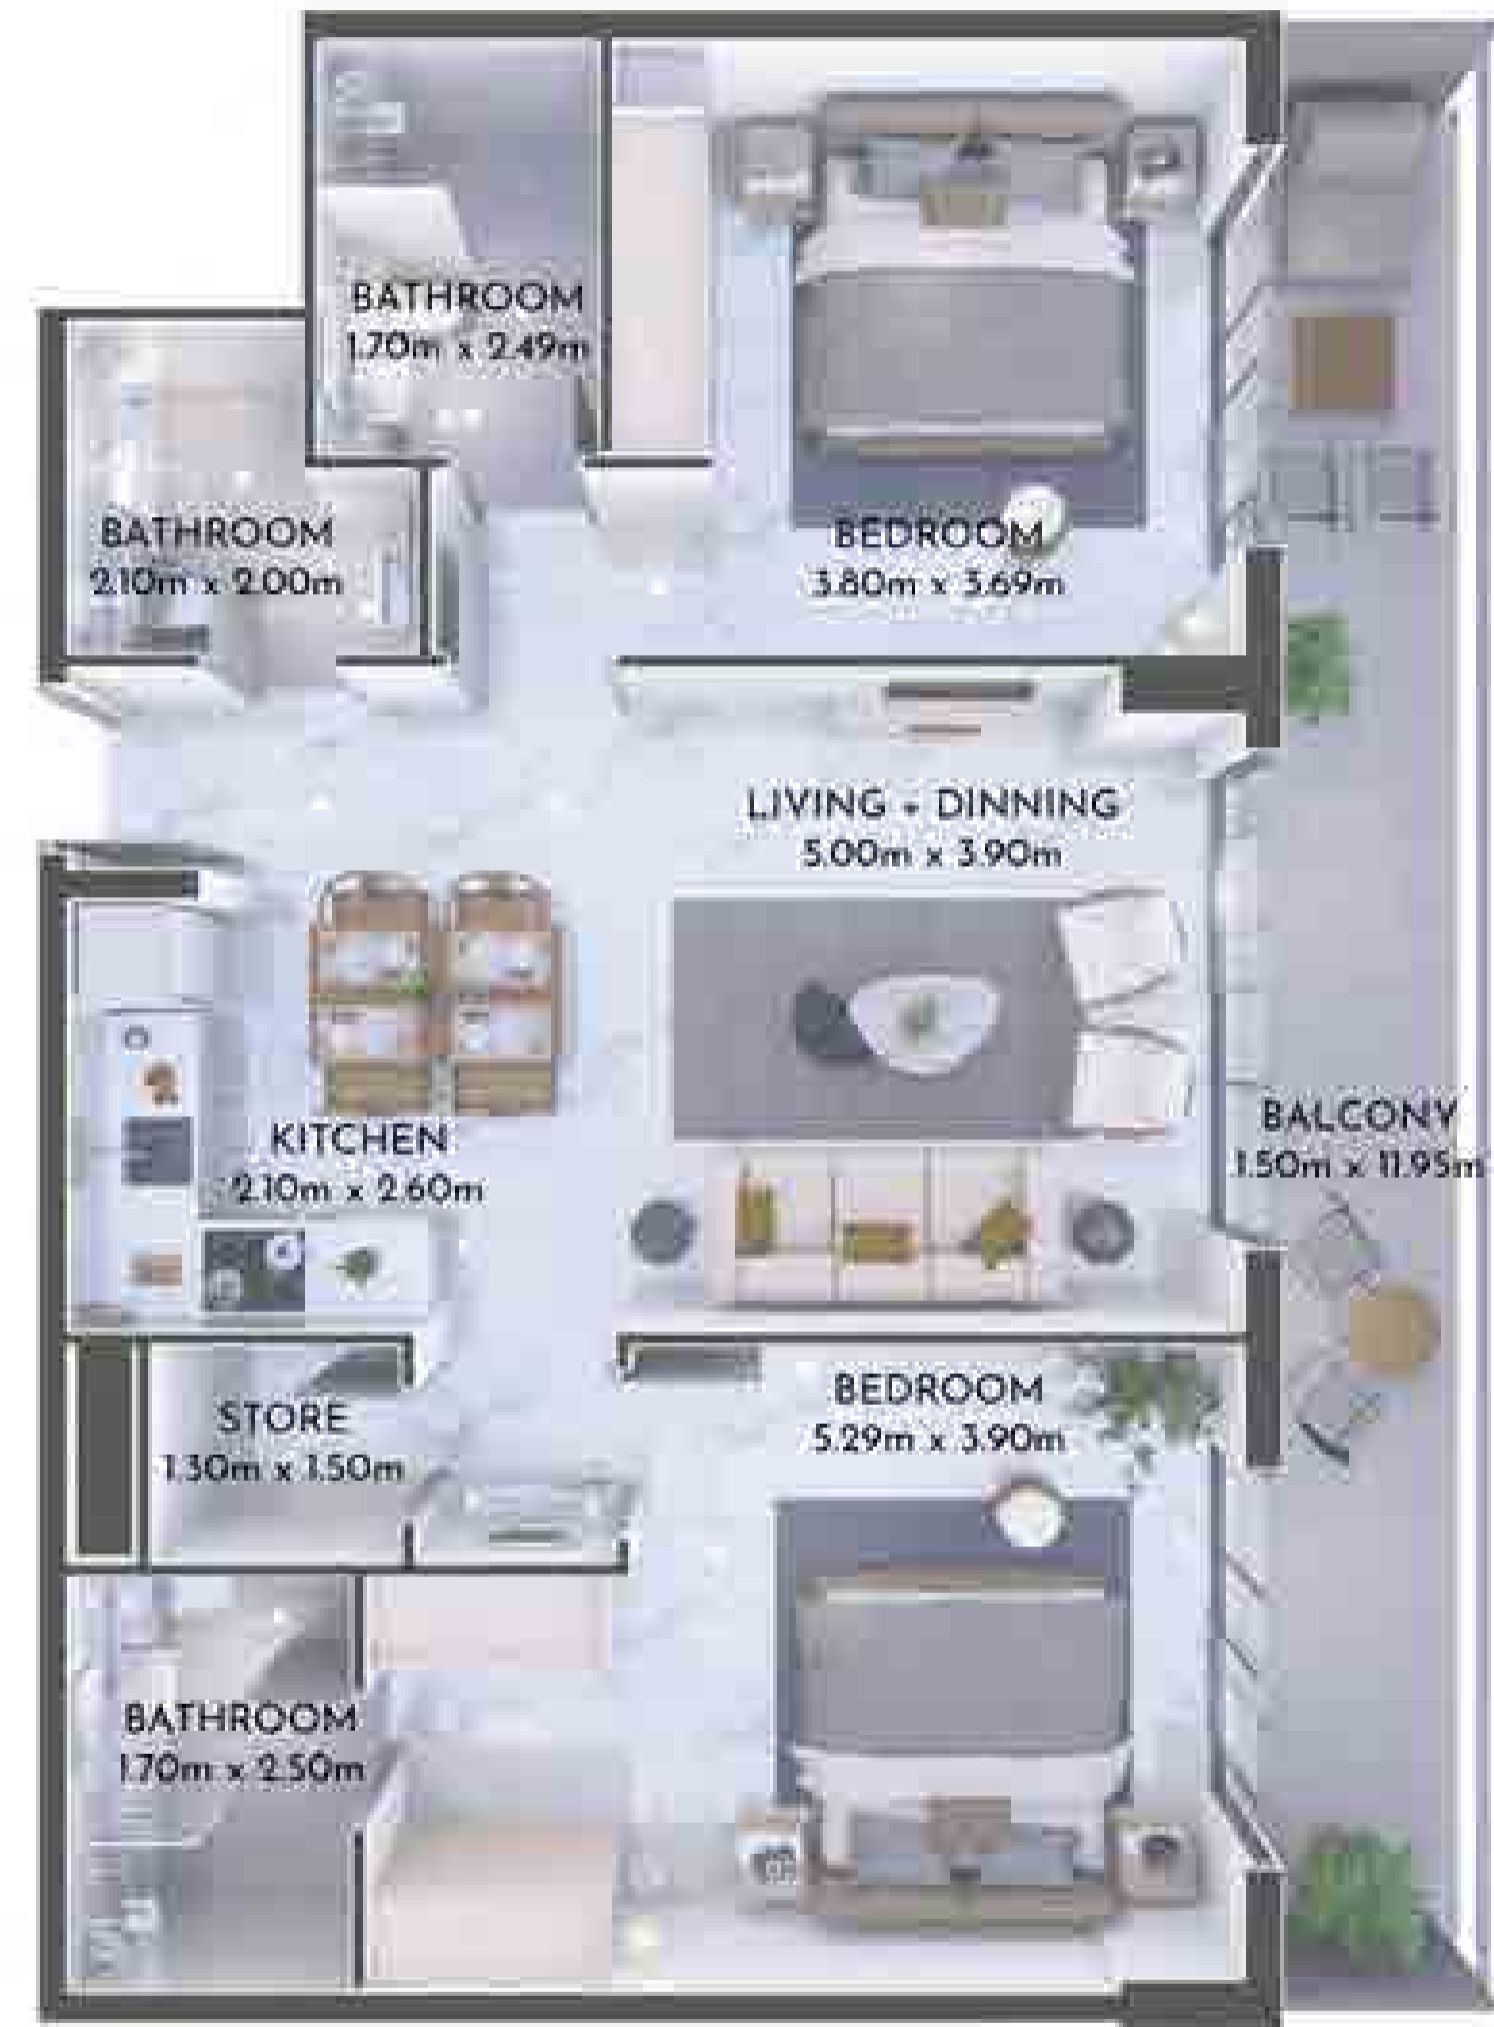 BATHROOM
1.70m x 2.49m
BATHROOM
2.10m x 2.00m
BEDROOM
3.80m x 3.69m
LIVING + DINNING
5.00m x 3.90m
BALCONY
1.50m x 11.95m
KITCHEN
2.10m x 2.60m
BEDROOM
5.29m x 3.90m
STORE
1.30m x 1.50m
BATHROOM
1.70m x 2.50m